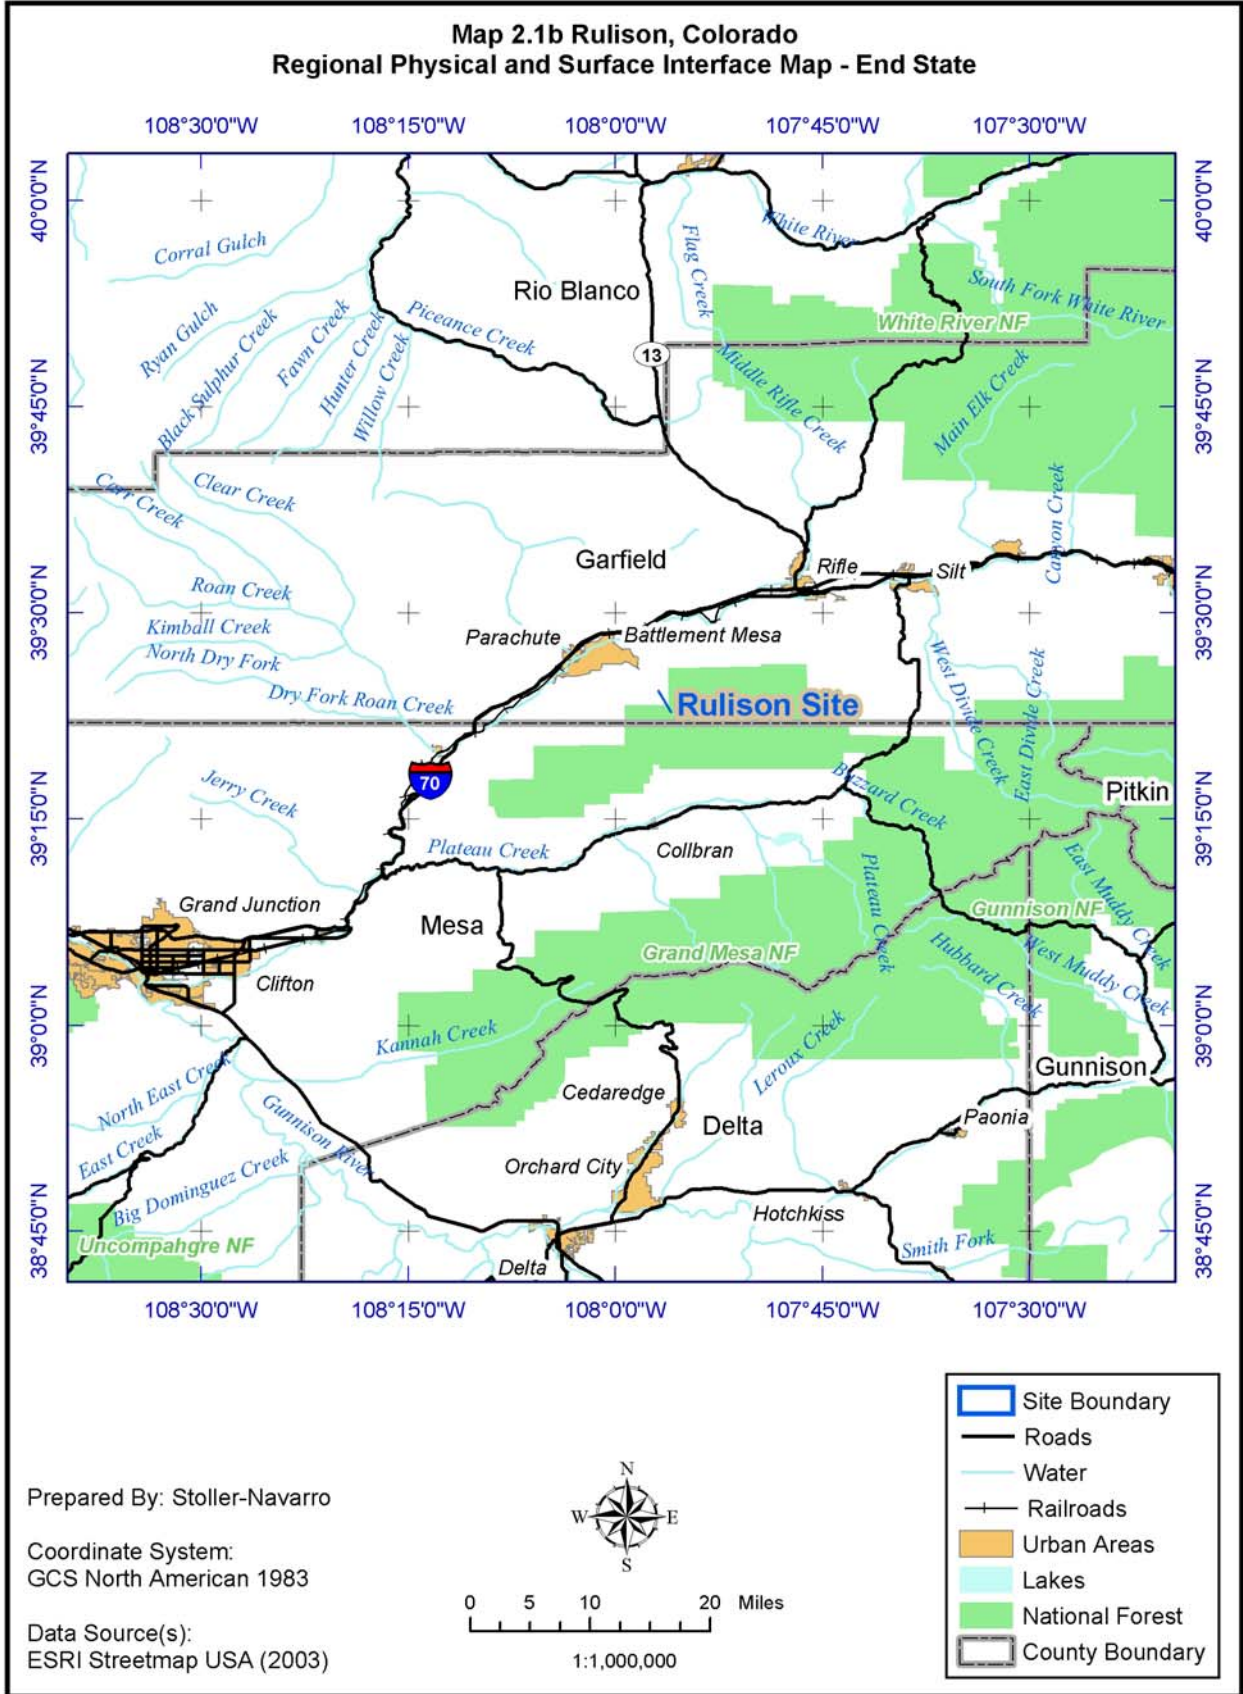 Map 2.1b Rulison, Colorado
Regional Physical and Surface Interface Map - End State
108°30'0"W
108°15'0"W
108°0'0"W
107°45'0"W
107°30'0"W
40°0'0"N
40°0'0"N
White River
Corral Gulch
Flag Creek
Rio Blanco
South Fork White River
Ryan Gulch
Black Sulphur Creek
Fawn Creek
Hunter Creek
Willow Creek
Piceance Creek
White River NF
13
Middle Rifle Creek
Main Elk Creek
39°45'0"N
39°45'0"N
Carr Creek
Clear Creek
Canyon Creek
Garfield
Rifle
Silt
Roan Creek
39°30'0"N
39°30'0"N
Kimball Creek
Parachute
Battlement Mesa
North Dry Fork
West Divide Creek
East Divide Creek
Dry Fork Roan Creek
Rulison Site
70
Jerry Creek
Buzzard Creek
Pitkin
39°15'0"N
39°15'0"N
Plateau Creek
Collbran
Plateau Creek
East Muddy Creek
Grand Junction
Mesa
Gunnison NF
Grand Mesa NF
Hubbard Creek
West Muddy Creek
Clifton
39°0'0"N
39°0'0"N
Kannah Creek
Leroux Creek
North East Creek
Gunnison
Cedaredge
Gunnison River
Delta
Paonia
East Creek
Orchard City
Big Dominguez Creek
Hotchkiss
38°45'0"N
38°45'0"N
Uncompahgre NF
Smith Fork
Delta
108°30'0"W
108°15'0"W
108°0'0"W
107°45'0"W
107°30'0"W
Site Boundary
Roads
Water
Railroads
Urban Areas
Lakes
National Forest
County Boundary
Prepared By: Stoller-Navarro
Coordinate System:
GCS North American 1983
Data Source(s):
ESRI Streetmap USA (2003)
N
W
E
S
0 5 10 20 Miles
1:1,000,000